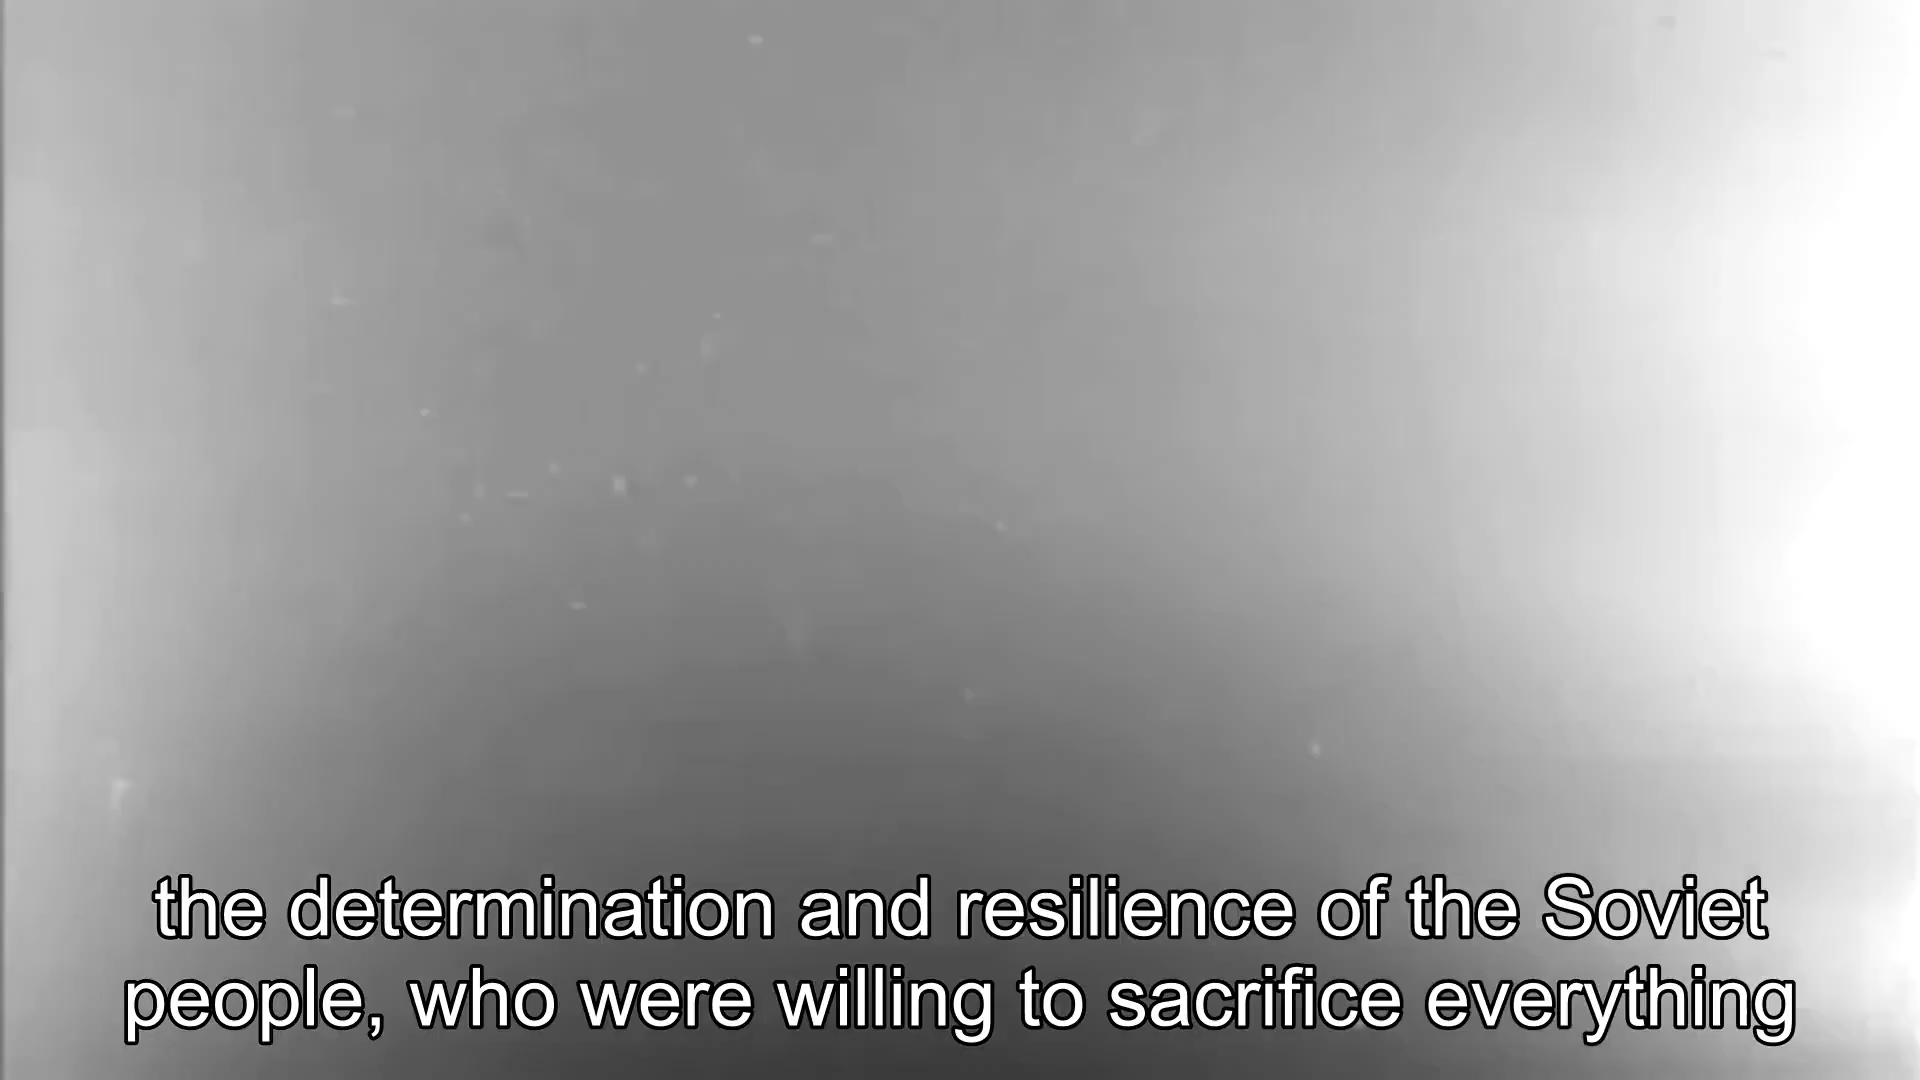 the determination and resilience of the Soviet
people, who were willing to sacrifice everything